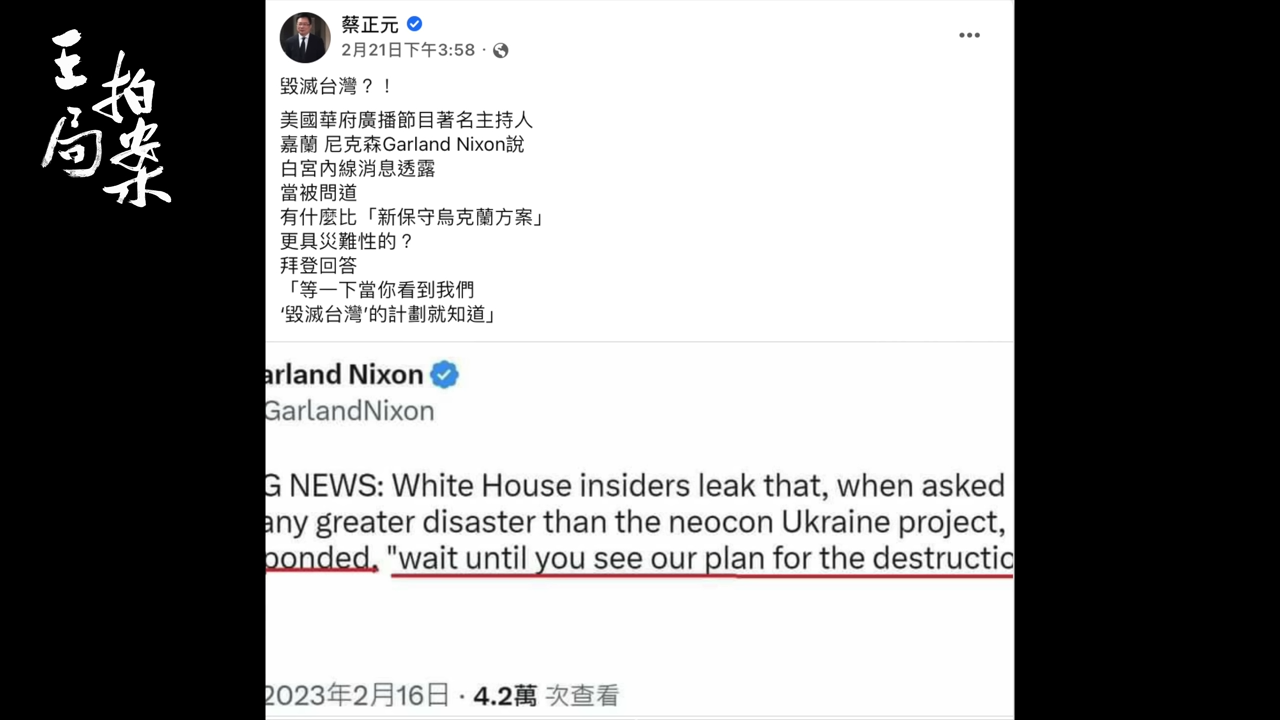 王局
拍案
蔡正元
2月21日下午3:58 ·
毀滅台灣？！
美國華府廣播節目著名主持人
嘉蘭 尼克森Garland Nixon說
白宮內線消息透露
當被問道
有什麼比「新保守烏克蘭方案」
更具災難性的？
拜登回答
「等一下當你看到我們
‘毀滅台灣’的計劃就知道」
arland Nixon
GarlandNixon
G NEWS: White House insiders leak that, when asked
any greater disaster than the neocon Ukraine project,
ponded, "wait until you see our plan for the destructio
2023年2月16日 · 4.2萬 次查看